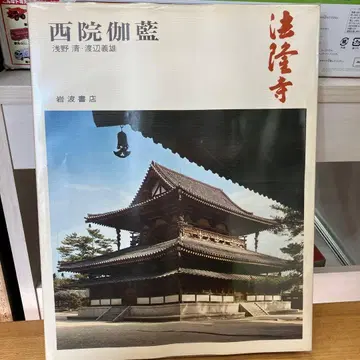 西院伽藍
浅野 清・渡辺義雄
岩波書店
法隆寺